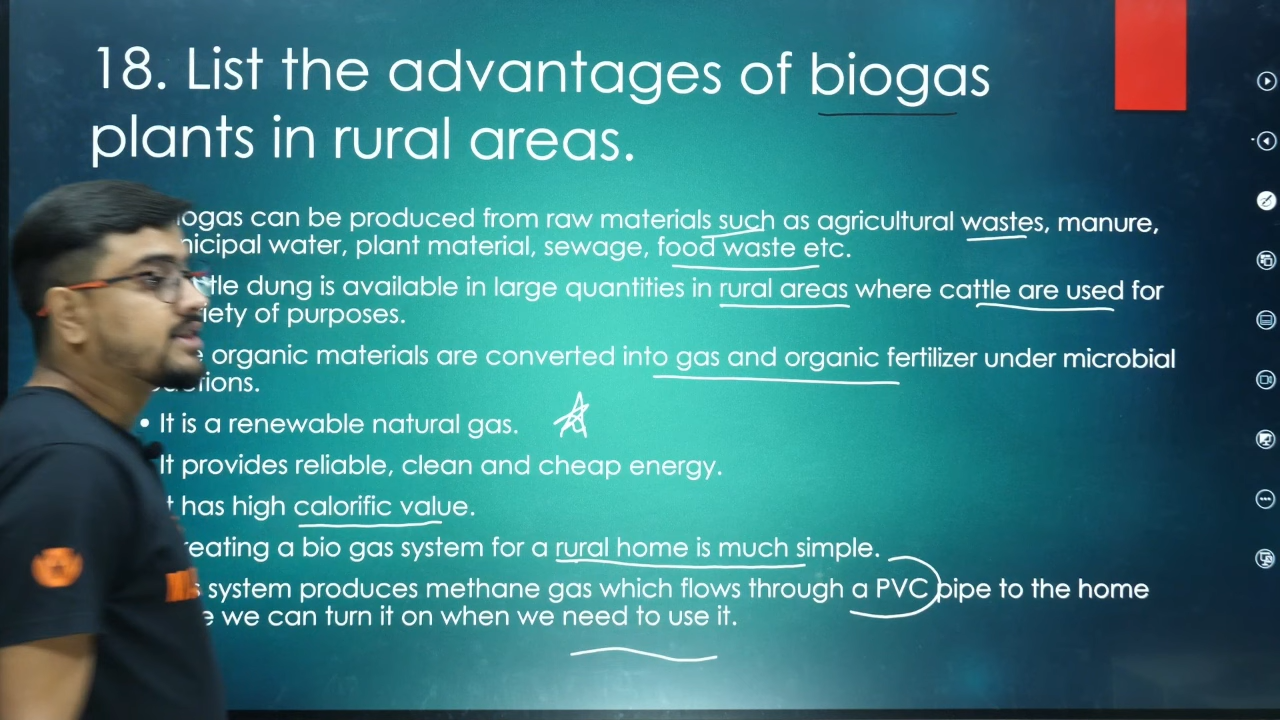 18. List the advantages of biogas
plants in rural areas.
iogas can be produced from raw materials such as agricultural wastes, manure,
nicipal water, plant material, sewage, food waste etc.
tle dung is available in large quantities in rural areas where cattle are used for
iety of purposes.
e organic materials are converted into gas and organic fertilizer under microbial
ctions.
• It is a renewable natural gas.
It provides reliable, clean and cheap energy.
t has high calorific value.
reating a bio gas system for a rural home is much simple.
s system produces methane gas which flows through a PVC pipe to the home
e we can turn it on when we need to use it.